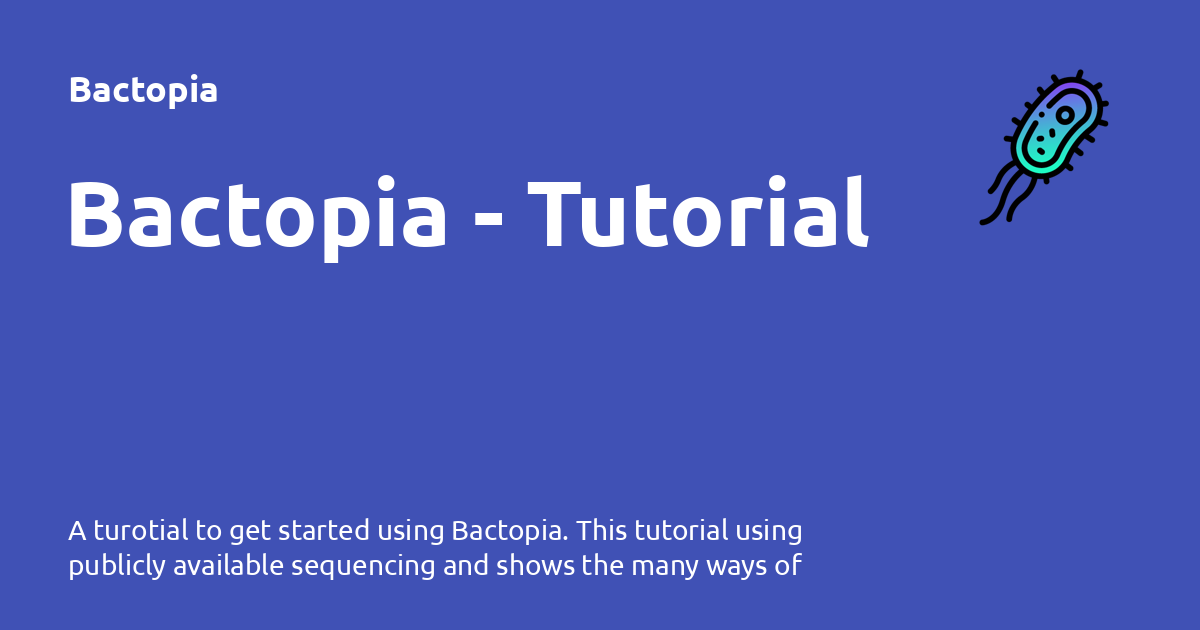 Bactopia
Bactopia - Tutorial
A turotial to get started using Bactopia. This tutorial using
publicly available sequencing and shows the many ways of